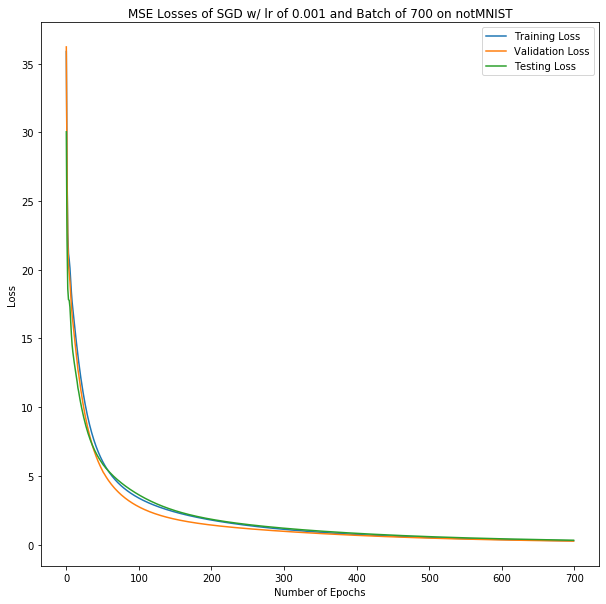 MSE Losses of SGD w/ lr of 0.001 and Batch of 700 on notMNIST
Training Loss
Validation Loss
Testing Loss
35
30
25
20
15
10
5
0
Loss
0 100 200 300 400 500 600 700
Number of Epochs